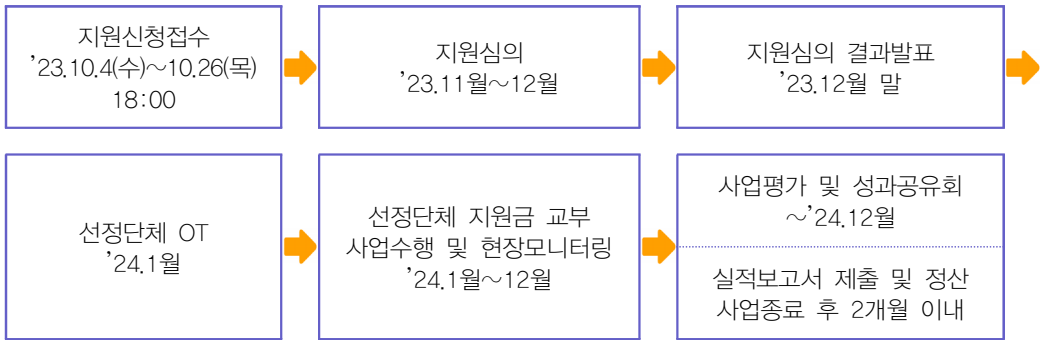 지원신청접수
’23.10.4(수)~10.26(목)
18:00
지원심의
’23.11월~12월
지원심의 결과발표
’23.12월 말
선정단체 OT
’24.1월
선정단체 지원금 교부
사업수행 및 현장모니터링
’24.1월~12월
사업평가 및 성과공유회
~’24.12월
실적보고서 제출 및 정산
사업종료 후 2개월 이내